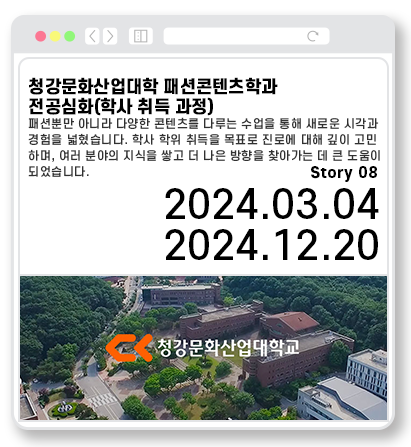 청강문화산업대학 패션콘텐츠학과
전공심화(학사 취득 과정)
패션뿐만 아니라 다양한 콘텐츠를 다루는 수업을 통해 새로운 시각과
경험을 넓혔습니다. 학사 학위 취득을 목표로 진로에 대해 깊이 고민
하며, 여러 분야의 지식을 쌓고 더 나은 방향을 찾아가는 데 큰 도움이
되었습니다.
Story 08
2024.03.04
2024.12.20
청강문화산업대학교